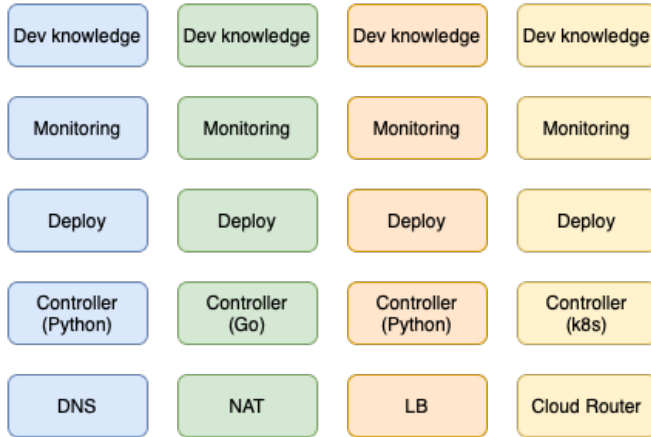 Dev knowledge
Dev knowledge
Dev knowledge
Dev knowledge
Monitoring
Monitoring
Monitoring
Monitoring
Deploy
Deploy
Deploy
Deploy
Controller
(Python)
Controller
(Go)
Controller
(Python)
Controller
(k8s)
DNS
NAT
LB
Cloud Router